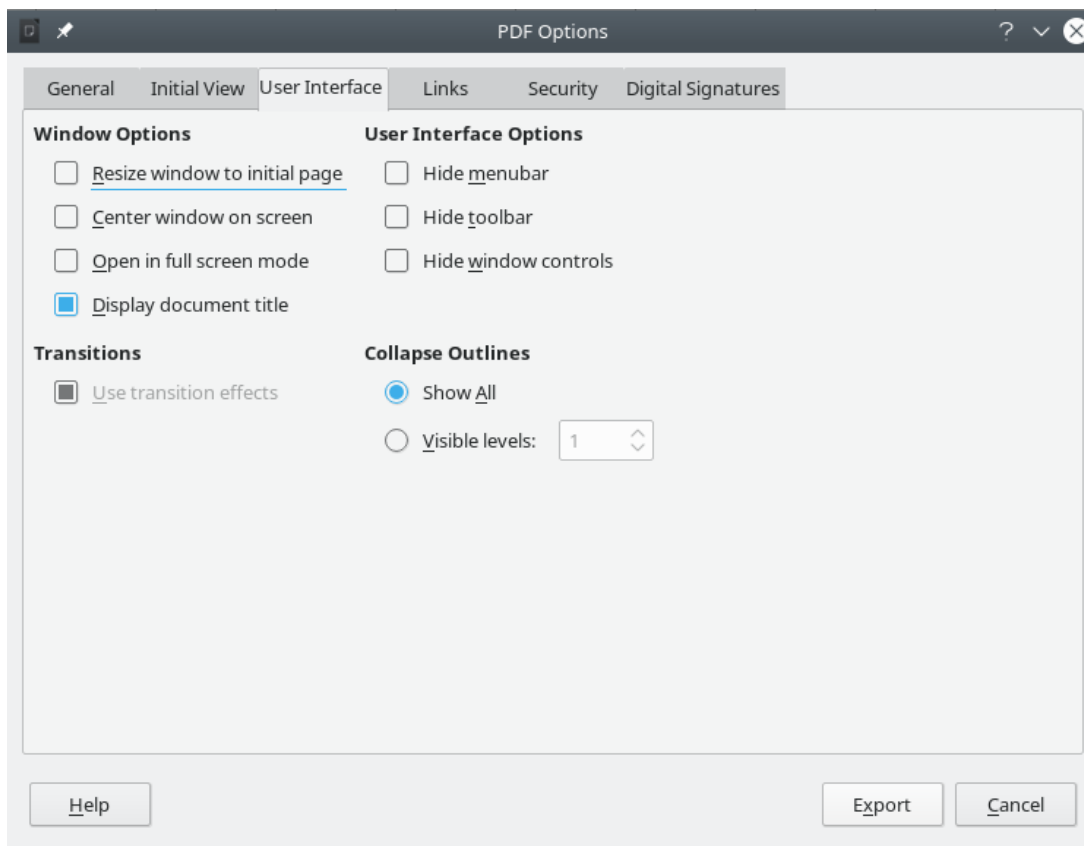 PDF Options
General Initial View User Interface Links Security Digital Signatures
Window Options
Resize window to initial page
Center window on screen
Open in full screen mode
Display document title
User Interface Options
Hide menubar
Hide toolbar
Hide window controls
Transitions
Use transition effects
Collapse Outlines
Show All
Visible levels: 1
Help Export Cancel